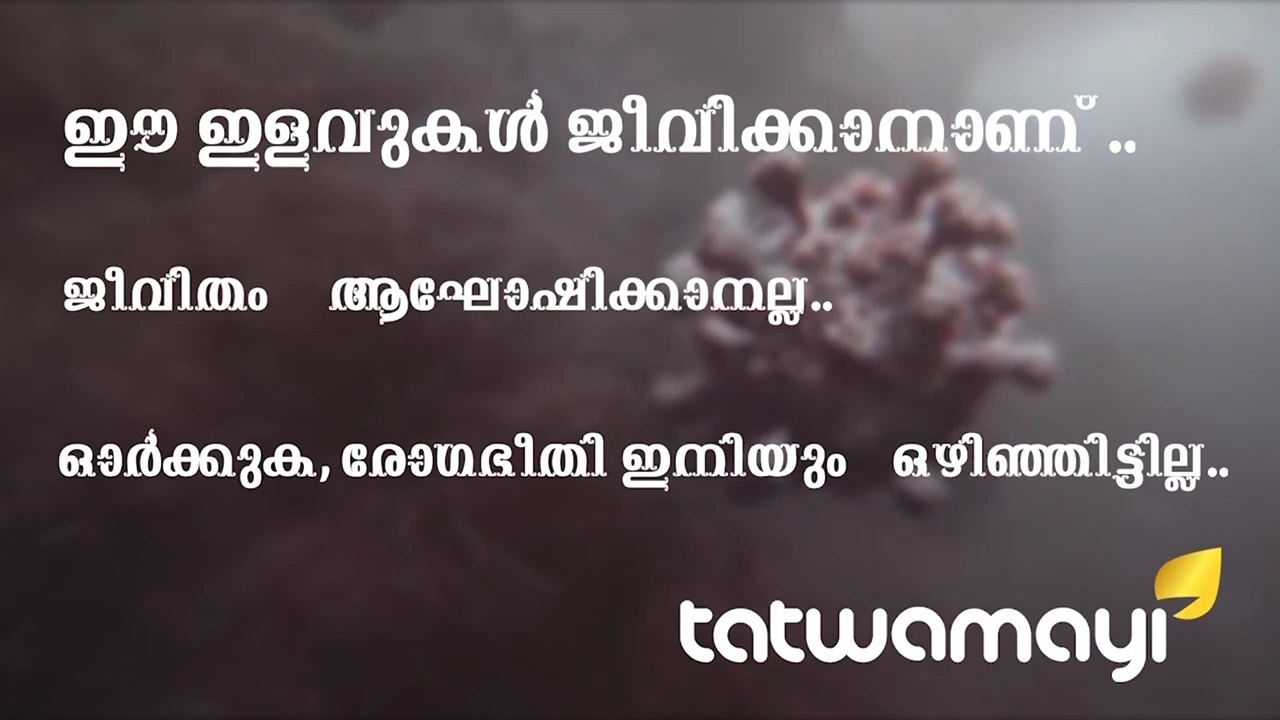 ഈ ഇളവുകൾ ജീവിക്കാനാണ് ..
ജീവിതം ആഘോഷിക്കാനല്ല..
ഓർക്കുക, രോഗഭീതി ഇനിയും ഒഴിഞ്ഞിട്ടില്ല..
tatwamayi